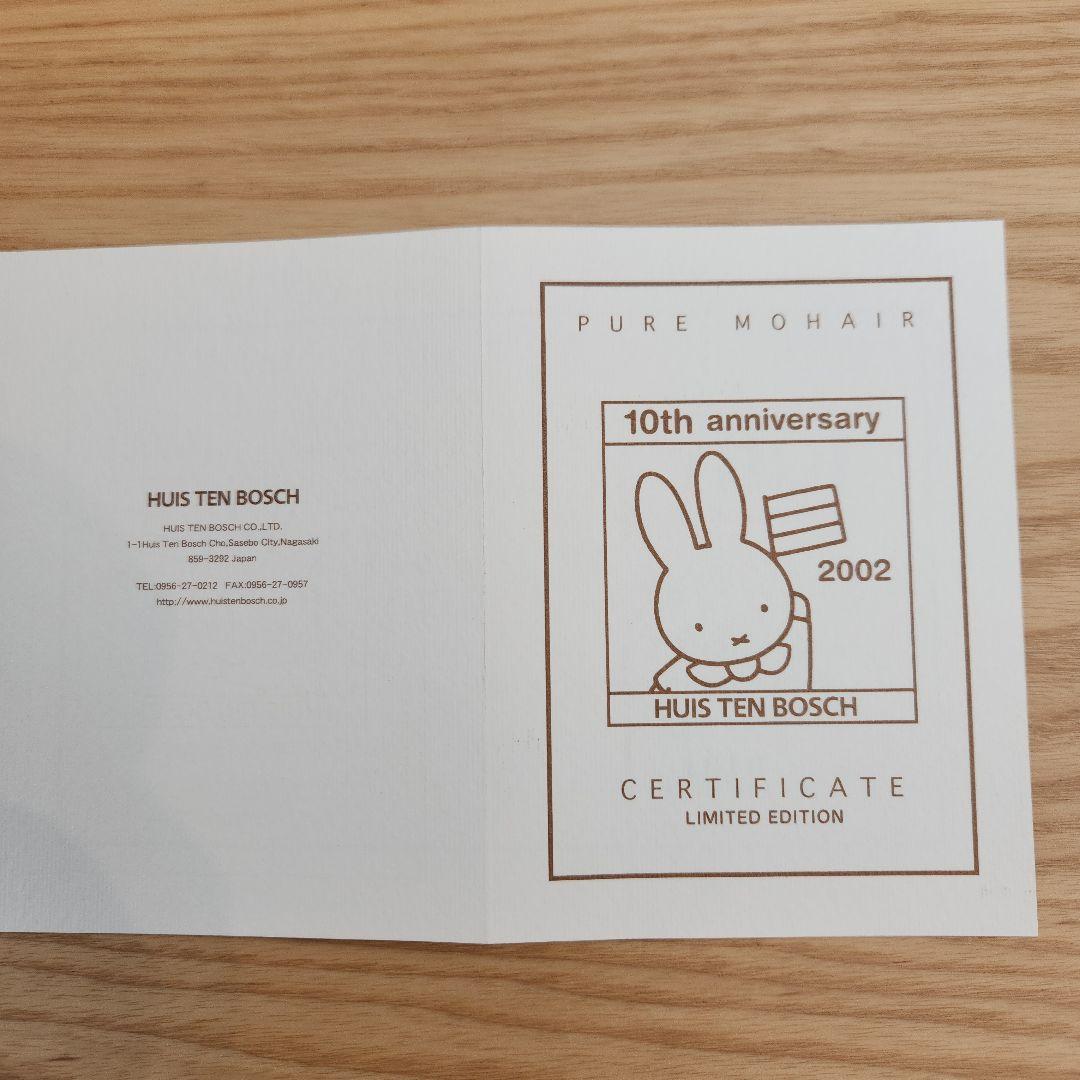 HUIS TEN BOSCH
HUIS TEN BOSCH CO.,LTD.
1-1Huis Ten Bosch Cho,Sasebo City,Nagasaki
859-3292 Japan
TEL:0956-27-0212 FAX:0956-27-0957
http://www.huistenbosch.co.jp
PURE MOHAIR
10th anniversary
2002
HUIS TEN BOSCH
CERTIFICATE
LIMITED EDITION